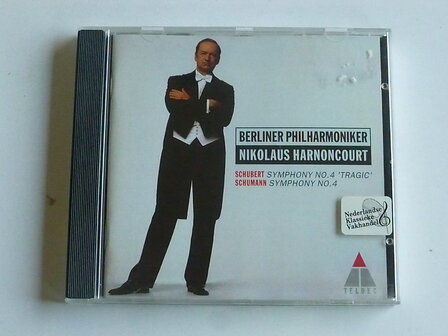 BERLINER PHILHARMONIKER
NIKOLAUS HARNONCOURT
SCHUBERT SYMPHONY NO.4 'TRAGIC'
SCHUMANN SYMPHONY NO.4
Nederlandse
Klassieke
Vakhandel
TELDEC